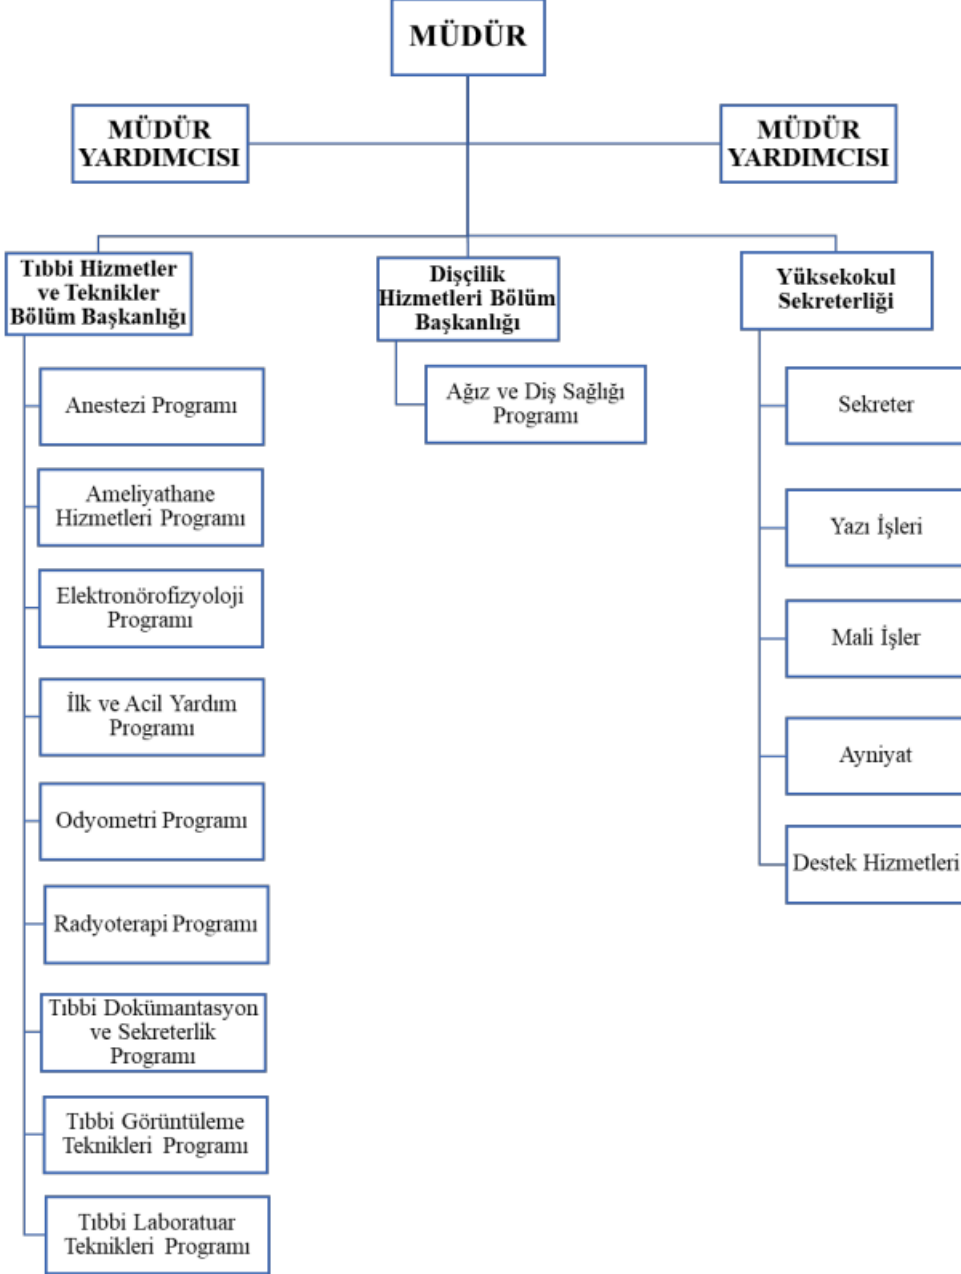 MÜDÜR
MÜDÜR
YARDIMCISI
MÜDÜR
YARDIMCISI
Tıbbi Hizmetler
ve Teknikler
Bölüm Başkanlığı
Anestezi Programı
Ameliyathane
Hizmetleri Programı
Elektronörofizyoloji
Programı
İlk ve Acil Yardım
Programı
Odyometri Programı
Radyoterapi Programı
Tıbbi Dokümantasyon
ve Sekreterlik
Programı
Tıbbi Görüntüleme
Teknikleri Programı
Tıbbi Laboratuar
Teknikleri Programı
Dişçilik
Hizmetleri Bölüm
Başkanlığı
Ağız ve Diş Sağlığı
Programı
Yüksekokul
Sekreterliği
Sekreter
Yazı İşleri
Mali İşler
Ayniyat
Destek Hizmetleri